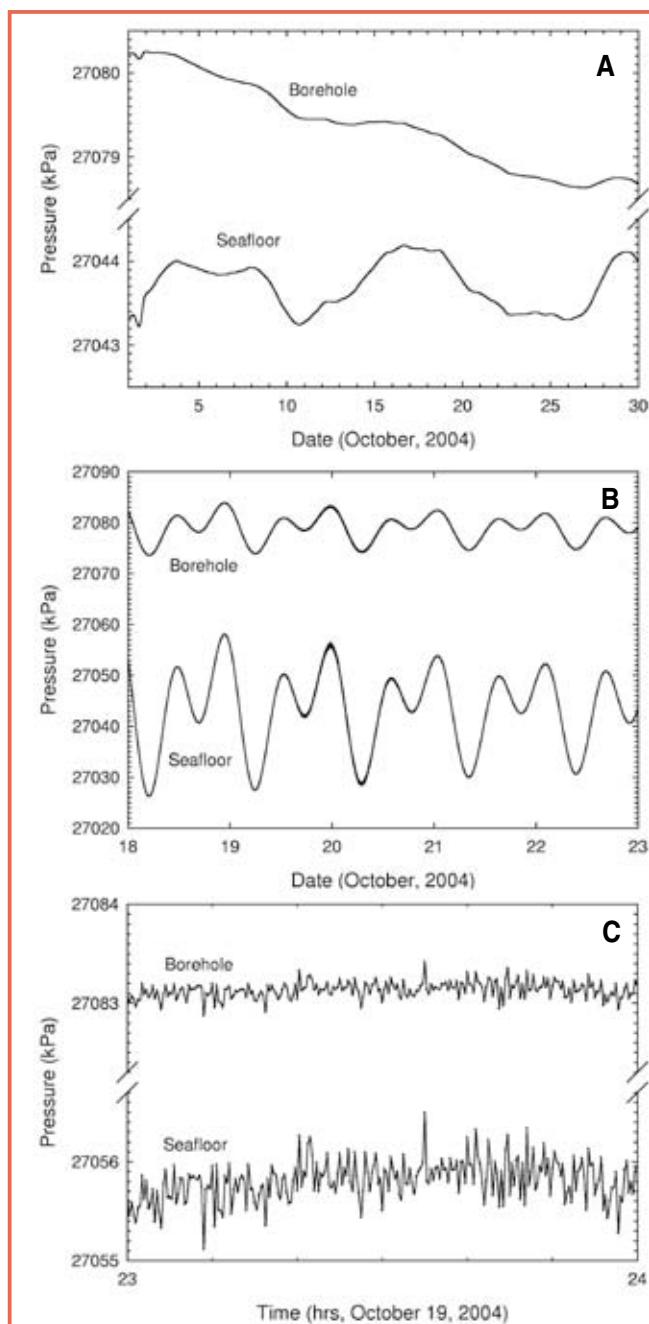 A
Borehole
27080
27079
Pressure (kPa)
Seafloor
27044
27043
5 10 15 20 25 30
Date (October, 2004)
B
27090
27080
Borehole
27070
27060
Pressure (kPa)
27050
27040
Seafloor
27030
27020
18 19 20 21 22 23
Date (October, 2004)
C
27084
Borehole
27083
Pressure (kPa)
Seafloor
27056
27055
23 24
Time (hrs, October 19, 2004)